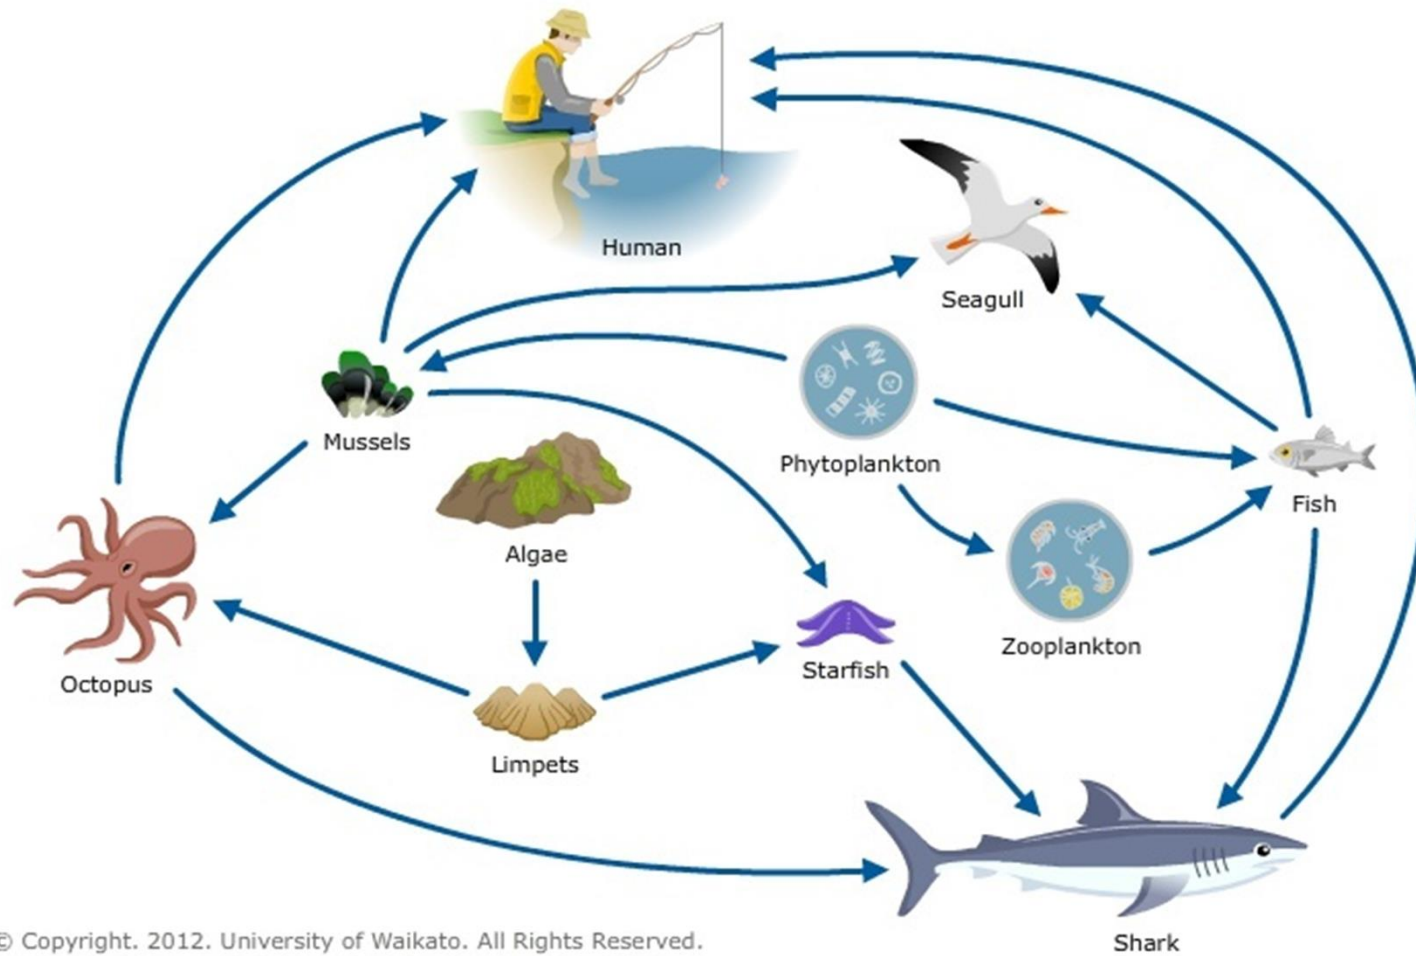 Human
Seagull
Mussels
Phytoplankton
Fish
Algae
Zooplankton
Starfish
Octopus
Limpets
© Copyright. 2012. University of Waikato. All Rights Reserved.
Shark